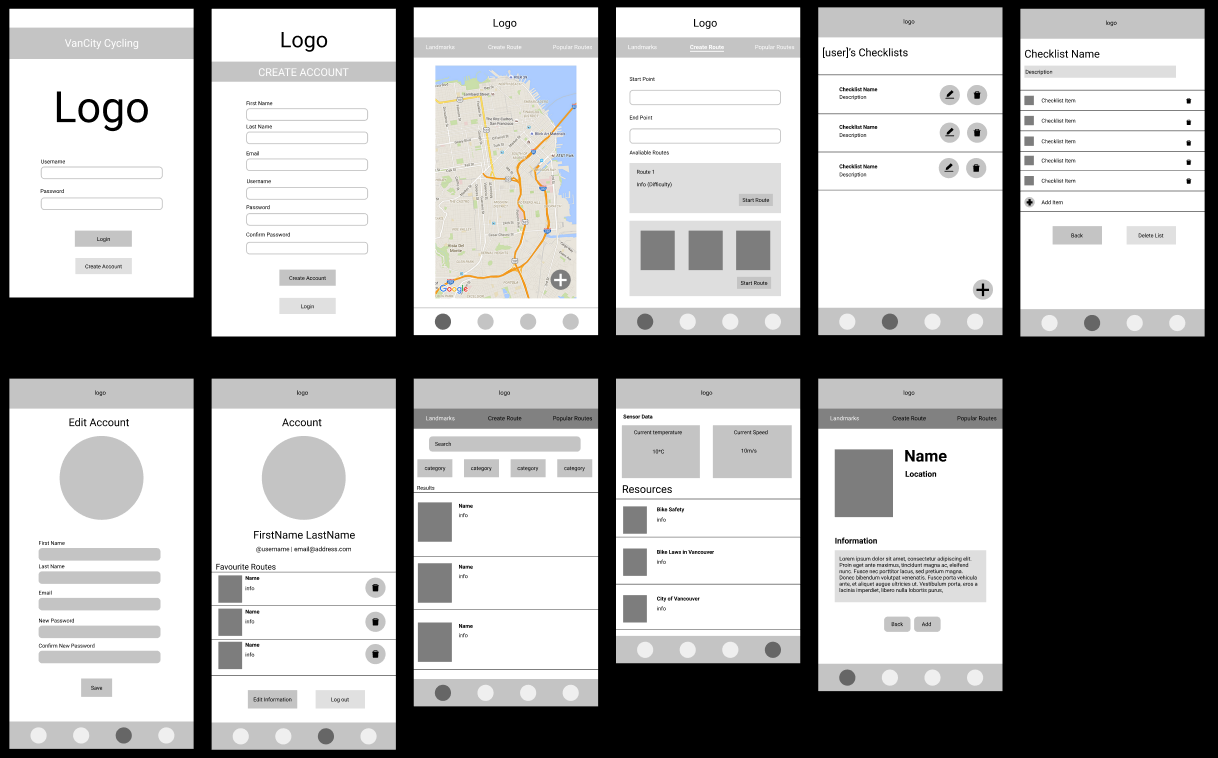 VanCity Cycling
Logo
Username
Password
Login
Create Account
Logo
CREATE ACCOUNT
First Name
Last Name
Email
Username
Password
Confirm Password
Create Account
Login
Logo
Landmarks Create Route Popular Routes
Google
Logo
Landmarks Create Route Popular Routes
Start Point
End Point
Avaliable Routes
Route 1
Info (Difficulty)
Start Route
Start Route
logo
[user]'s Checklists
Checklist Name
Description
Checklist Name
Description
Checklist Name
Description
logo
Checklist Name
Description
Checklist Item
Checklist Item
Checklist Item
Checklist Item
Checklist Item
Add Item
Back Delete List
logo
Edit Account
First Name
Last Name
Email
New Password
Confirm New Password
Save
logo
Account
FirstName LastName
@username | email@address.com
Favourite Routes
Name
info
Name
info
Name
info
Edit Information Log out
logo
Landmarks Create Route Popular Routes
Search
category category category category
Results
Name
info
Name
info
Name
info
logo
Sensor Data
Current temperature Current Speed
10°C 10m/s
Resources
Bike Safety
info
Bike Laws in Vancouver
info
City of Vancouver
info
logo
Landmarks Create Route Popular Routes
Name
Location
Information
Lorem ipsum dolor sit amet, consectetur adipiscing elit.
Proin eget ante maximus, tincidunt magna ac, eleifend
nunc. Fusce nec porttitor lacus, sed pretium magna.
Donec bibendum volutpat venenatis. Fusce porta vehicula
ante, et aliquet augue ultricies ut. Vestibulum porta, eros a
lacinia imperdiet, libero nulla lobortis purus,
Back Add